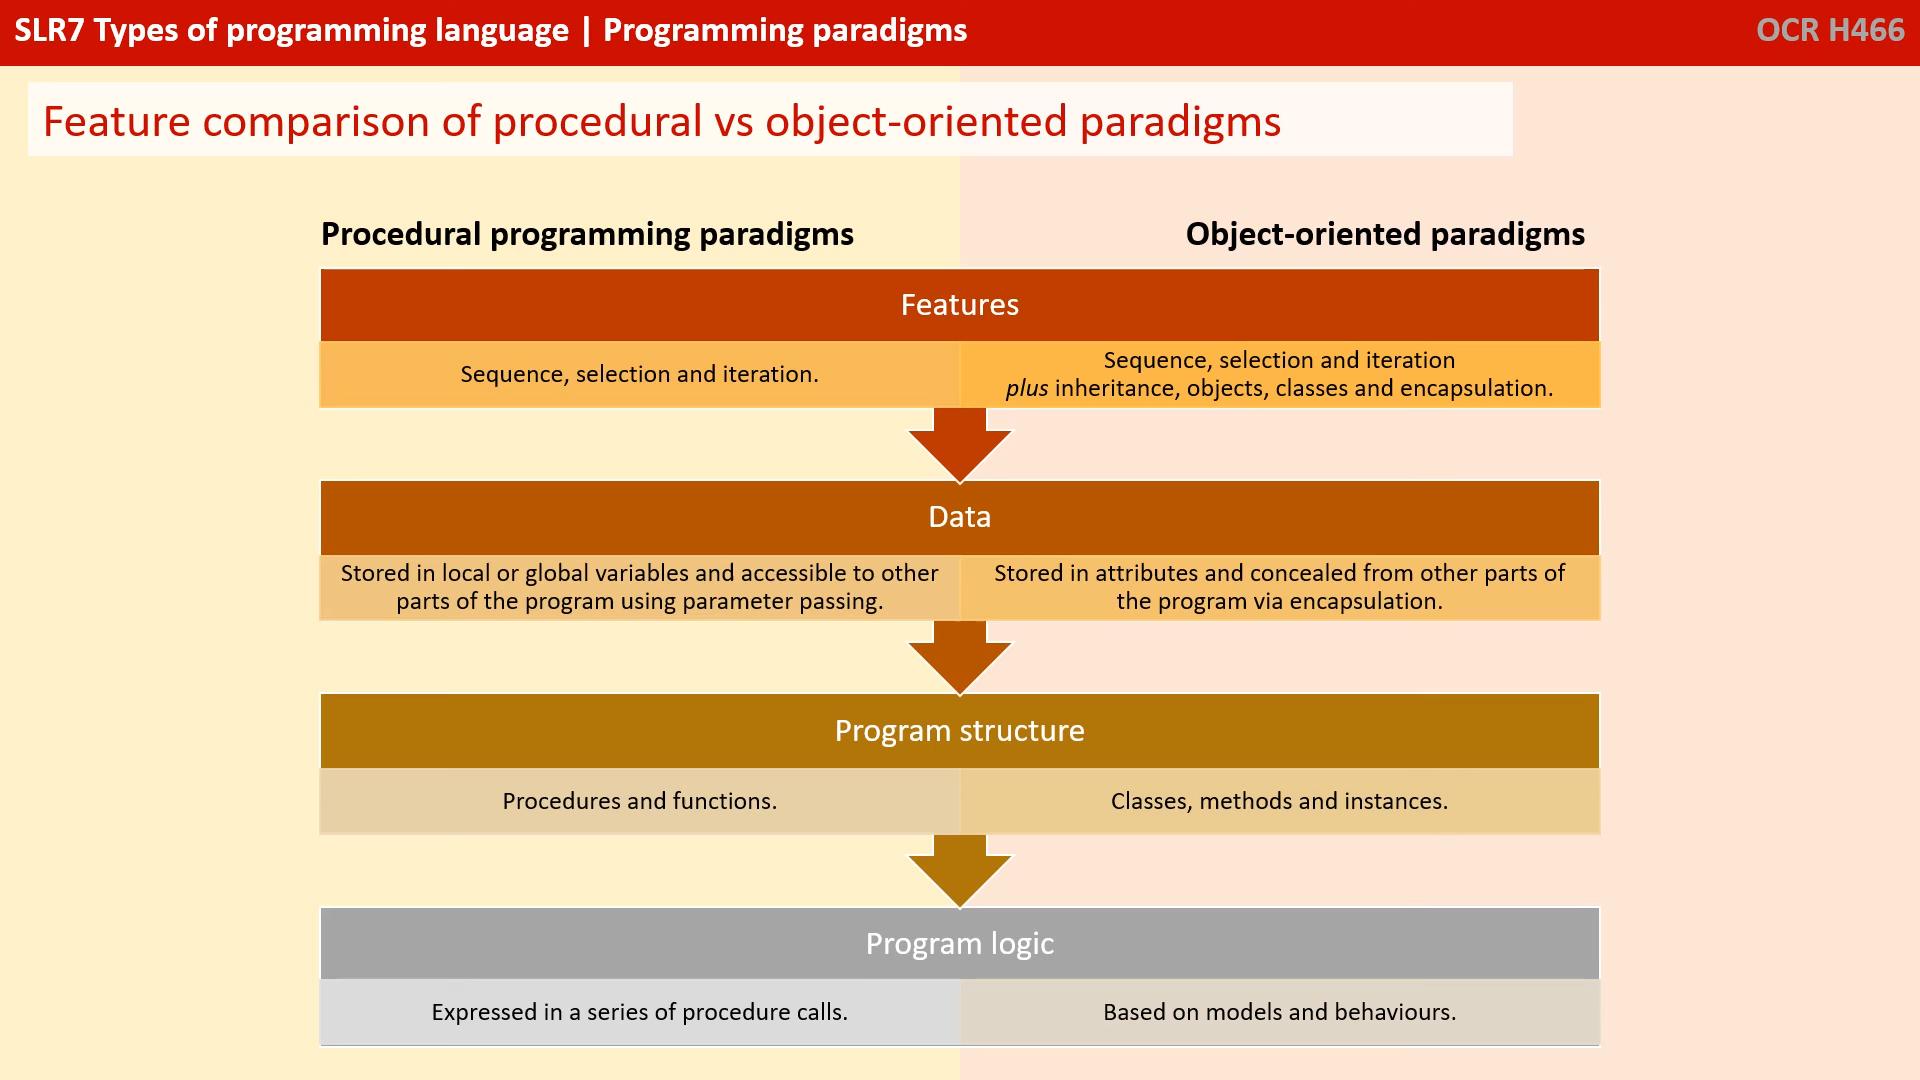 SLR7 Types of programming language | Programming paradigms
OCR H466
Feature comparison of procedural vs object-oriented paradigms
Procedural programming paradigms
Object-oriented paradigms
Features
Sequence, selection and iteration.
Sequence, selection and iteration
plus inheritance, objects, classes and encapsulation.
Data
Stored in local or global variables and accessible to other
parts of the program using parameter passing.
Stored in attributes and concealed from other parts of
the program via encapsulation.
Program structure
Procedures and functions.
Classes, methods and instances.
Program logic
Expressed in a series of procedure calls.
Based on models and behaviours.